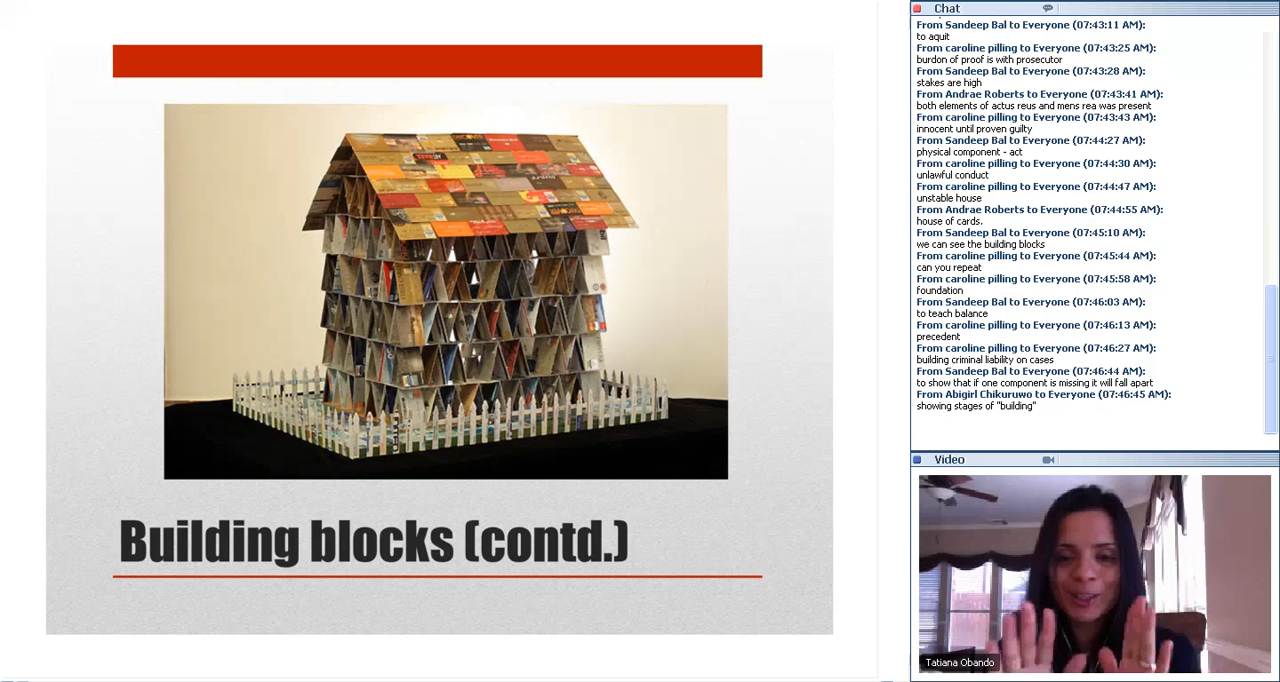 Building blocks (contd.)
Chat
From Sandeep Bal to Everyone (07:43:11 AM):
to aquit
From caroline pilling to Everyone (07:43:25 AM):
burdon of proof is with prosecutor
From Sandeep Bal to Everyone (07:43:28 AM):
stakes are high
From Andrae Roberts to Everyone (07:43:41 AM):
both elements of actus reus and mens rea was present
From caroline pilling to Everyone (07:43:43 AM):
innocent until proven guilty
From Sandeep Bal to Everyone (07:44:27 AM):
physical component - act
From caroline pilling to Everyone (07:44:30 AM):
unlawful conduct
From caroline pilling to Everyone (07:44:47 AM):
unstable house
From Andrae Roberts to Everyone (07:44:55 AM):
house of cards.
From Sandeep Bal to Everyone (07:45:10 AM):
we can see the building blocks
From caroline pilling to Everyone (07:45:44 AM):
can you repeat
From caroline pilling to Everyone (07:45:58 AM):
foundation
From Sandeep Bal to Everyone (07:46:03 AM):
to teach balance
From caroline pilling to Everyone (07:46:13 AM):
precedent
From caroline pilling to Everyone (07:46:27 AM):
building criminal liability on cases
From Sandeep Bal to Everyone (07:46:44 AM):
to show that if one component is missing it will fall apart
From Abigirl Chikuruwo to Everyone (07:46:45 AM):
showing stages of "building"
Video
Tatiana Obando